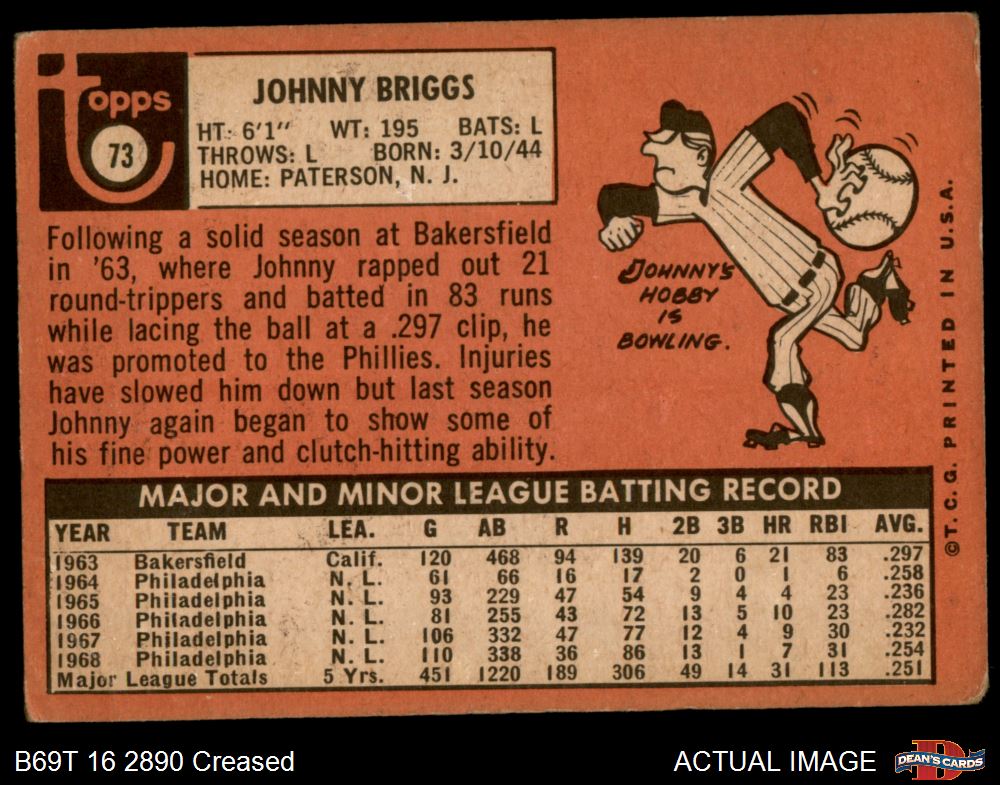 Topps
73
JOHNNY BRIGGS
HT: 6'1" WT: 195 BATS: L
THROWS: L BORN: 3/10/44
HOME: PATERSON, N. J.
Following a solid season at Bakersfield
in '63, where Johnny rapped out 21
round-trippers and batted in 83 runs
while lacing the ball at a .297 clip, he
was promoted to the Phillies. Injuries
have slowed him down but last season
Johnny again began to show some of
his fine power and clutch-hitting ability.
JOHNNY'S
HOBBY
IS
BOWLING.
©T. C. G. PRINTED IN U.S.A.
MAJOR AND MINOR LEAGUE BATTING RECORD
YEAR TEAM LEA. G AB R H 2B 3B HR RBI AVG.
1963 Bakersfield Calif. 120 468 94 139 20 6 21 83 .297
1964 Philadelphia N. L. 61 66 16 17 2 0 1 6 .258
1965 Philadelphia N. L. 93 229 47 54 9 4 4 23 .236
1966 Philadelphia N. L. 81 255 43 72 13 5 10 23 .282
1967 Philadelphia N. L. 106 332 47 77 12 4 9 30 .232
1968 Philadelphia N. L. 110 338 36 86 13 1 7 31 .254
Major League Totals 5 Yrs. 451 1220 189 306 49 14 31 113 .251
B69T 16 2890 Creased
ACTUAL IMAGE
D
DEAN'S CARDS